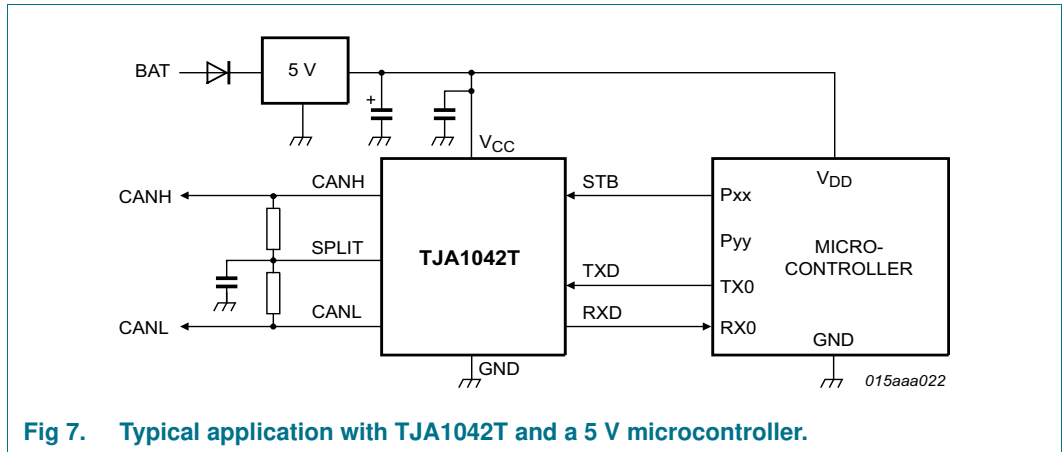 BAT
5 V
+
VCC
CANH
CANH
SPLIT
CANL
CANL
TJA1042T
GND
STB
TXD
RXD
Pxx
Pyy
TX0
RX0
VDD
MICRO-
CONTROLLER
GND
015aaa022
Fig 7. Typical application with TJA1042T and a 5 V microcontroller.